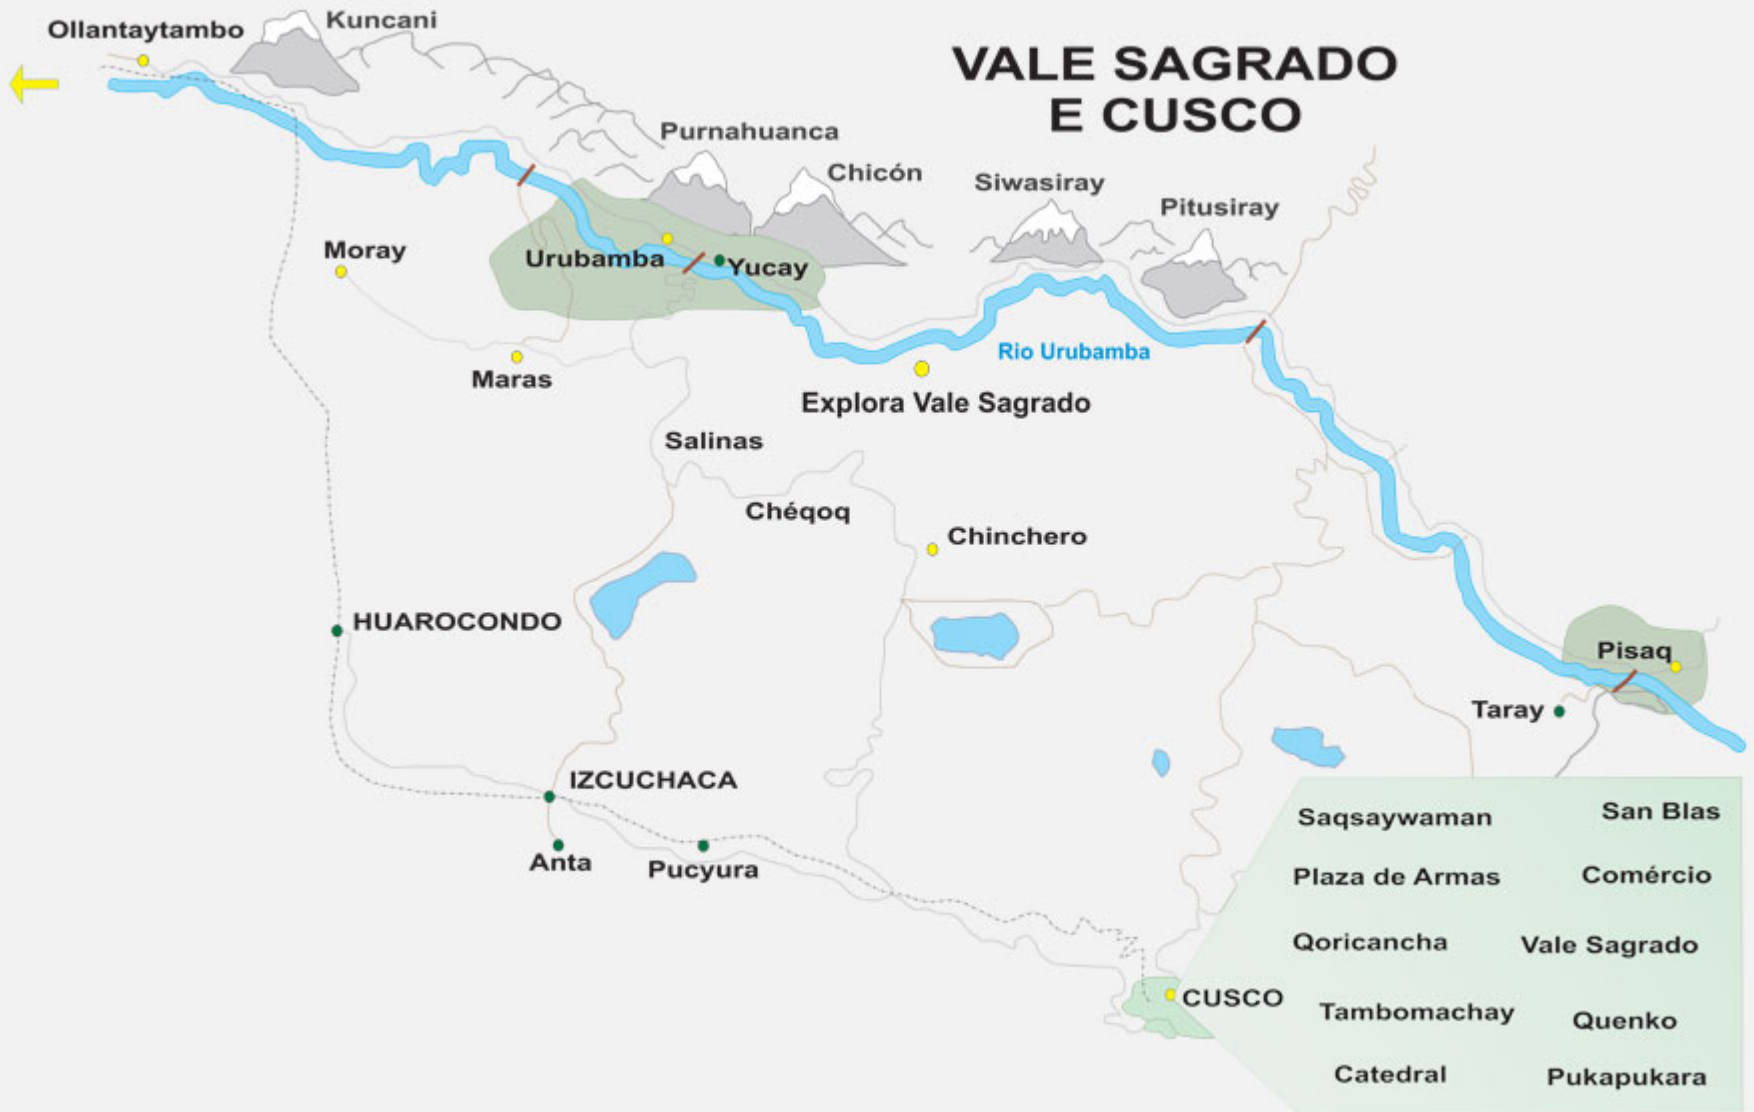 Ollantaytambo
Kuncani
VALE SAGRADO
E CUSCO
Purnahuanca
Chicón
Siwasiray
Pitusiray
Moray
Urubamba
Yucay
Rio Urubamba
Maras
Explora Vale Sagrado
Salinas
Chéqoq
Chinchero
HUAROCONDO
Pisaq
Taray
IZCUCHACA
Anta
Pucyura
Saqsaywaman
San Blas
Plaza de Armas
Comércio
Qoricancha
Vale Sagrado
CUSCO
Tambomachay
Quenko
Catedral
Pukapukara